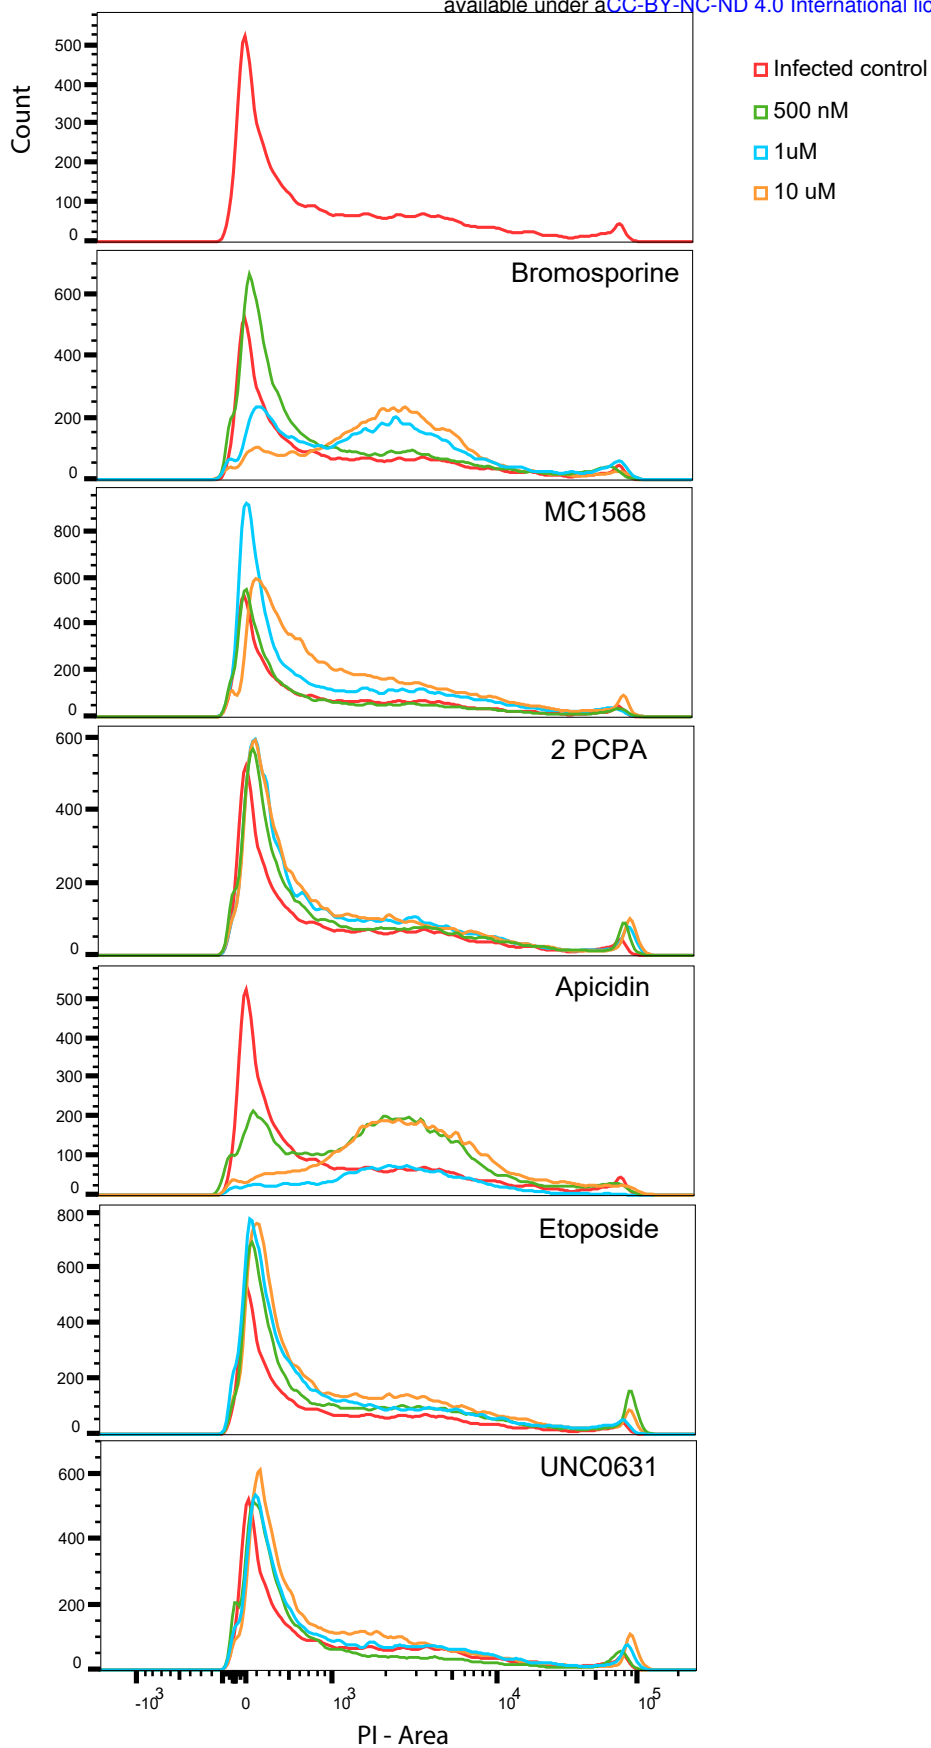 available under aCC-BY-NC-ND 4.0 International
Infected control
500 nM
1uM
10 uM
Count
500
400
300
200
100
0
Bromosporine
600
400
200
0
MC1568
800
600
400
200
0
2 PCPA
600
400
200
0
Apicidin
500
400
300
200
100
0
Etoposide
800
600
400
200
0
UNC0631
600
400
200
0
-10³ 0 10³ 10⁴ 10⁵
PI - Area